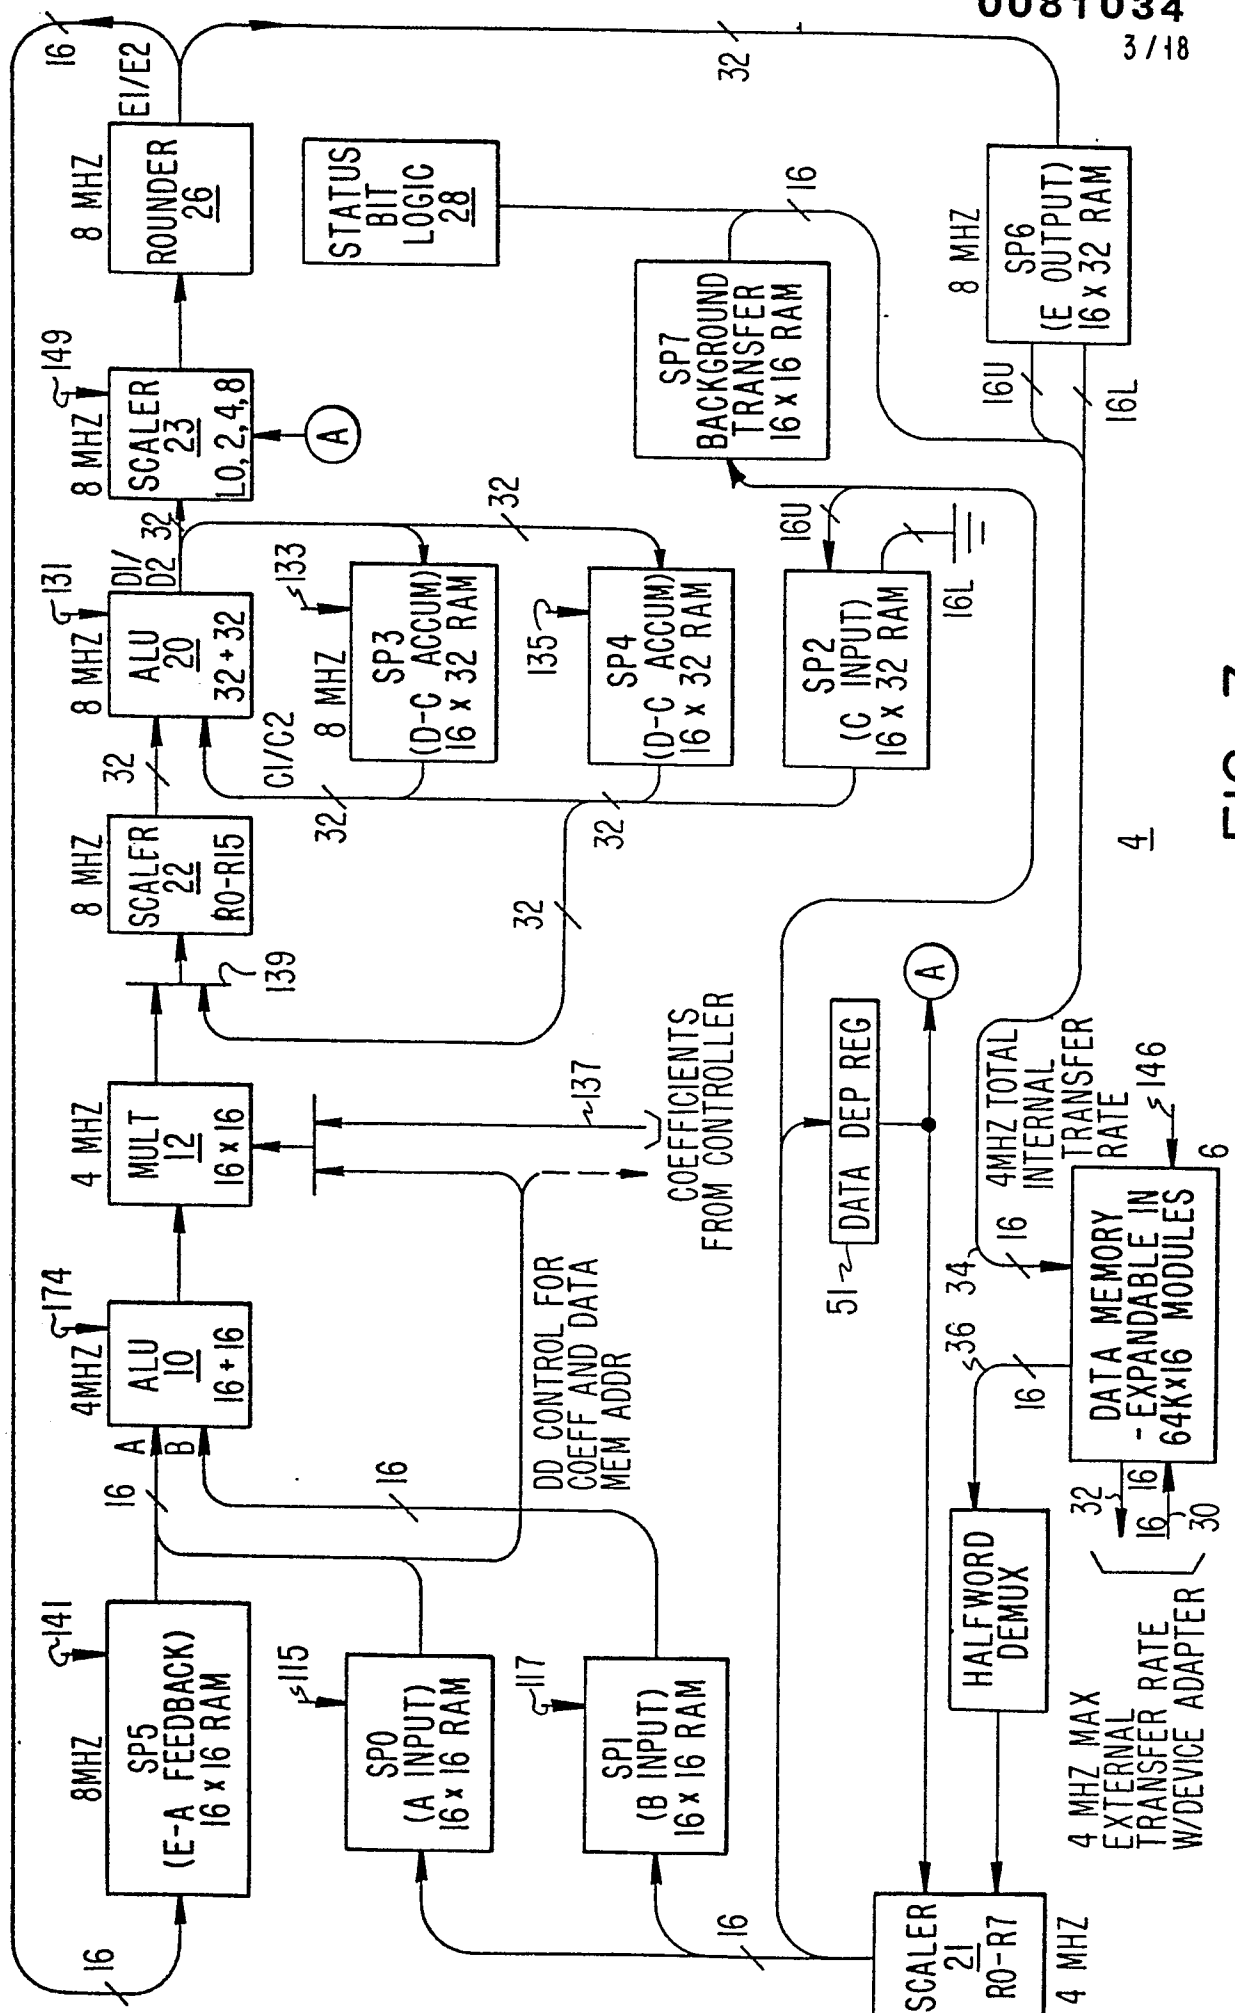 0081034
3/18
16
E1/E2
32
8 MHZ
ROUNDER
26
STATUS
BIT
LOGIC
28
16
8 MHZ
SP6
(E OUTPUT)
16 x 32 RAM
16U
16L
149
8 MHZ
SCALER
23
L0, 2, 4, 8
A
SP7
BACKGROUND
TRANSFER
16 x 16 RAM
131
8 MHZ
ALU
20
32 + 32
D1/
D2
32
32
133
8 MHZ
SP3
(D-C ACCUM)
16 x 32 RAM
135
SP4
(D-C ACCUM)
16 x 32 RAM
16U
SP2
(C INPUT)
16 x 32 RAM
16L
C1/C2
32
32
32
32
8 MHZ
SCALER
22
R0-R15
139
4
4 MHZ
MULT
12
16 x 16
137
COEFFICIENTS
FROM CONTROLLER
51
DATA DEP REG
A
4MHZ TOTAL
INTERNAL
TRANSFER
RATE
146
174
4MHZ
ALU
10
16 + 16
A
B
16
16
DD CONTROL FOR
COEFF AND DATA
MEM ADDR
34
16
36
16
DATA MEMORY
- EXPANDABLE IN
64K x 16 MODULES
6
32
16
16
30
141
8MHZ
SP5
(E-A FEEDBACK)
16 x 16 RAM
115
SP0
(A INPUT)
16 x 16 RAM
117
SP1
(B INPUT)
16 x 16 RAM
HALFWORD
DEMUX
4 MHZ MAX
EXTERNAL
TRANSFER RATE
W/DEVICE ADAPTER
16
16
SCALER
21
R0-R7
4 MHZ